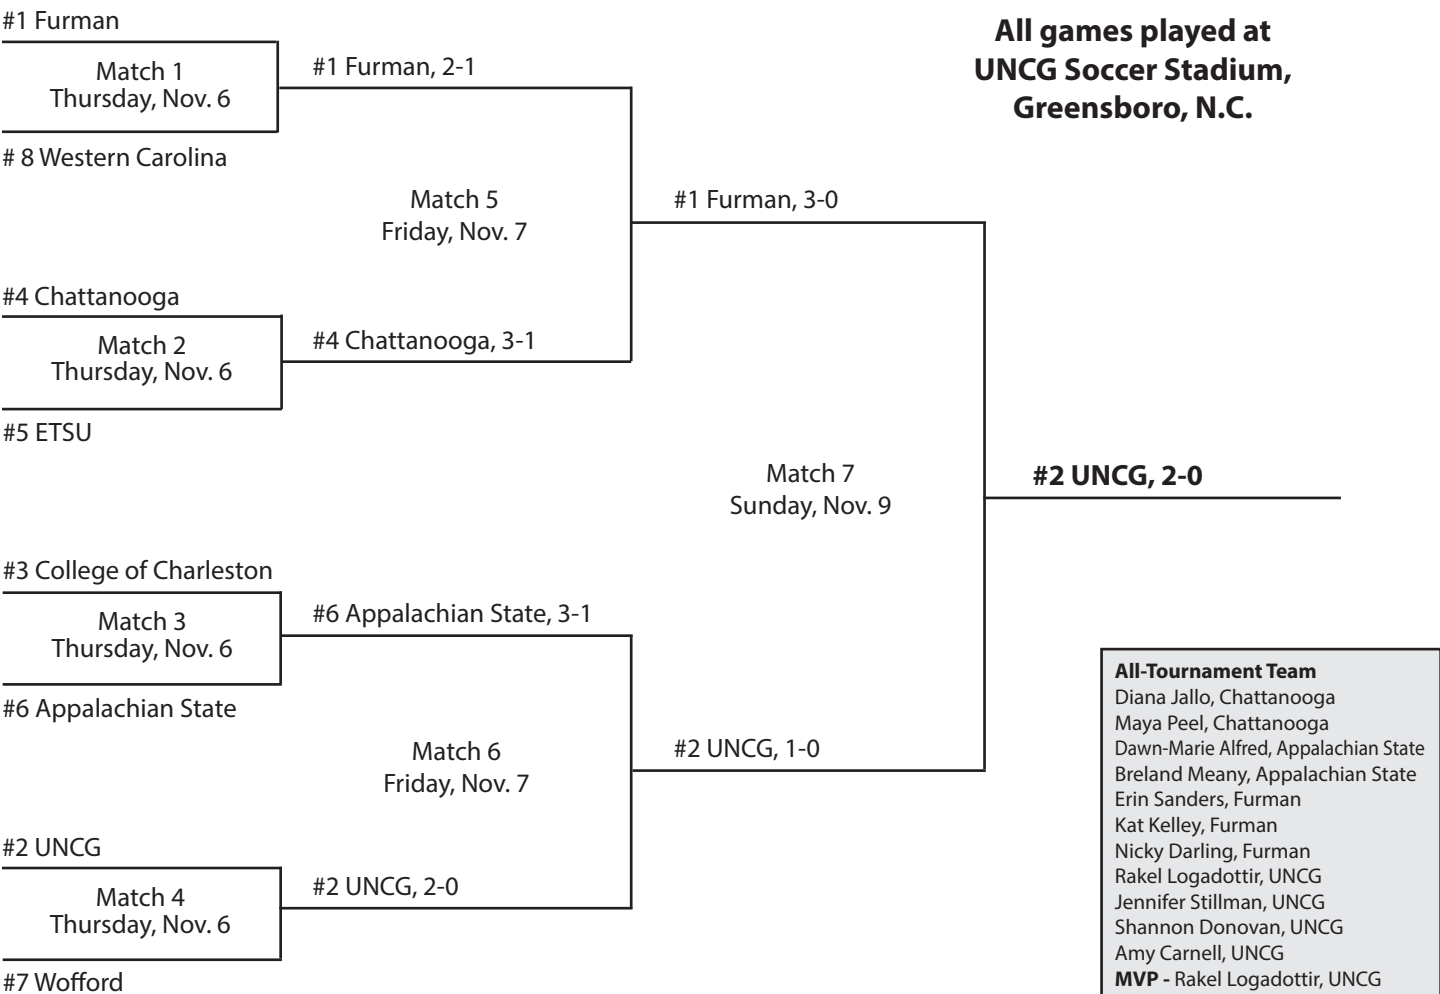 #1 Furman
Match 1
Thursday, Nov. 6
# 8 Western Carolina
#1 Furman, 2-1
All games played at
UNCG Soccer Stadium,
Greensboro, N.C.
Match 5
Friday, Nov. 7
#1 Furman, 3-0
#4 Chattanooga
Match 2
Thursday, Nov. 6
#5 ETSU
#4 Chattanooga, 3-1
Match 7
Sunday, Nov. 9
#2 UNCG, 2-0
#3 College of Charleston
Match 3
Thursday, Nov. 6
#6 Appalachian State
#6 Appalachian State, 3-1
Match 6
Friday, Nov. 7
#2 UNCG, 1-0
#2 UNCG
Match 4
Thursday, Nov. 6
#7 Wofford
#2 UNCG, 2-0
All-Tournament Team
Diana Jallo, Chattanooga
Maya Peel, Chattanooga
Dawn-Marie Alfred, Appalachian State
Breland Meany, Appalachian State
Erin Sanders, Furman
Kat Kelley, Furman
Nicky Darling, Furman
Rakel Logadottir, UNCG
Jennifer Stillman, UNCG
Shannon Donovan, UNCG
Amy Carnell, UNCG
MVP - Rakel Logadottir, UNCG